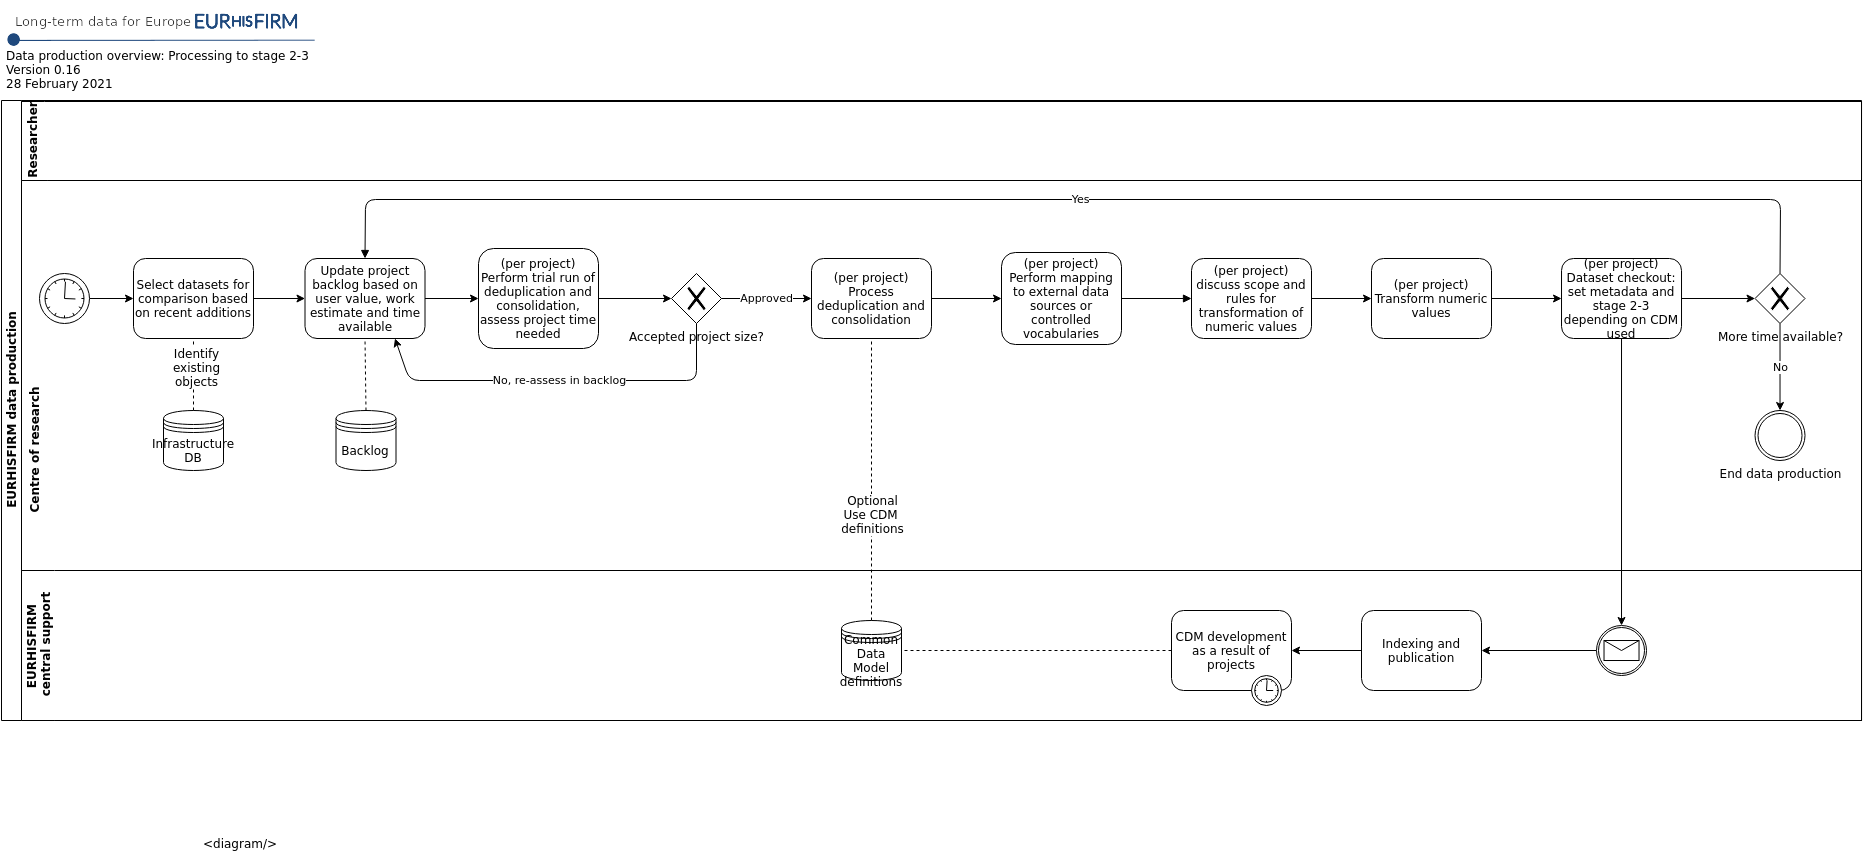 Long-term data for Europe EURHISFIRM
Data production overview: Processing to stage 2-3
Version 0.16
28 February 2021
EURHISFIRM data production
Researcher
Centre of research
Yes
Select datasets for
comparison based
on recent additions
Update project
backlog based on
user value, work
estimate and time
available
(per project)
Perform trial run of
deduplication and
consolidation,
assess project time
needed
Accepted project size?
Approved
No, re-assess in backlog
(per project)
Process
deduplication and
consolidation
(per project)
Perform mapping
to external data
sources or
controlled
vocabularies
(per project)
discuss scope and
rules for
transformation of
numeric values
(per project)
Transform numeric
values
(per project)
Dataset checkout:
set metadata and
stage 2-3
depending on CDM
used
More time available?
No
End data production
Identify
existing
objects
Infrastructure
DB
Backlog
Optional
Use CDM
definitions
EURHISFIRM
central support
Common
Data
Model
definitions
CDM development
as a result of
projects
Indexing and
publication
<diagram/>